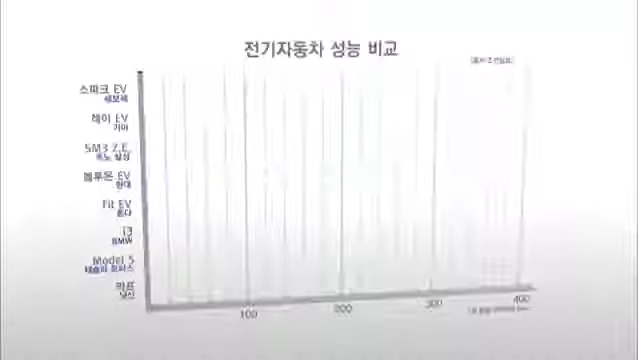 전기자동차 성능 비교
스파크 EV
쉐보레
레이 EV
기아
SM3 Z.E.
르노 삼성
블루온 EV
현대
Fit EV
혼다
i3
BMW
Model S
테슬라 모터스
리프
닛산
100
200
300
400